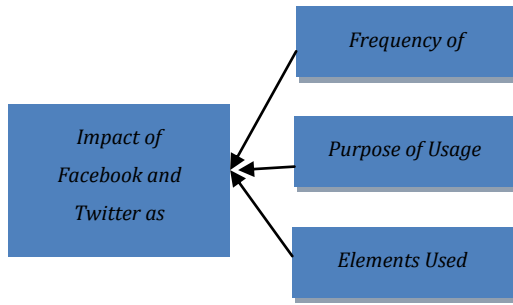 Frequency of
Impact of
Facebook and
Twitter as
Purpose of Usage
Elements Used